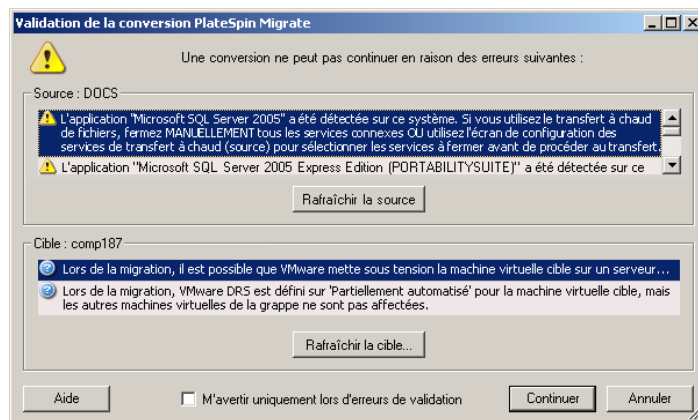 Validation de la conversion PlateSpin Migrate
Une conversion ne peut pas continuer en raison des erreurs suivantes :
Source : DOCS
L'application "Microsoft SQL Server 2005" a été détectée sur ce système. Si vous utilisez le transfert à chaud
de fichiers, fermez MANUELLEMENT tous les services connexes OU utilisez l'écran de configuration des
services de transfert à chaud (source) pour sélectionner les services à fermer avant de procéder au transfert.
L'application "Microsoft SQL Server 2005 Express Edition (PORTABILITYSUITE)" a été détectée sur ce
Rafraîchir la source
Cible : comp187
Lors de la migration, il est possible que VMware mette sous tension la machine virtuelle cible sur un serveur...
Lors de la migration, VMware DRS est défini sur 'Partiellement automatisé' pour la machine virtuelle cible, mais
les autres machines virtuelles de la grappe ne sont pas affectées.
Rafraîchir la cible...
Aide
M'avertir uniquement lors d'erreurs de validation
Continuer
Annuler